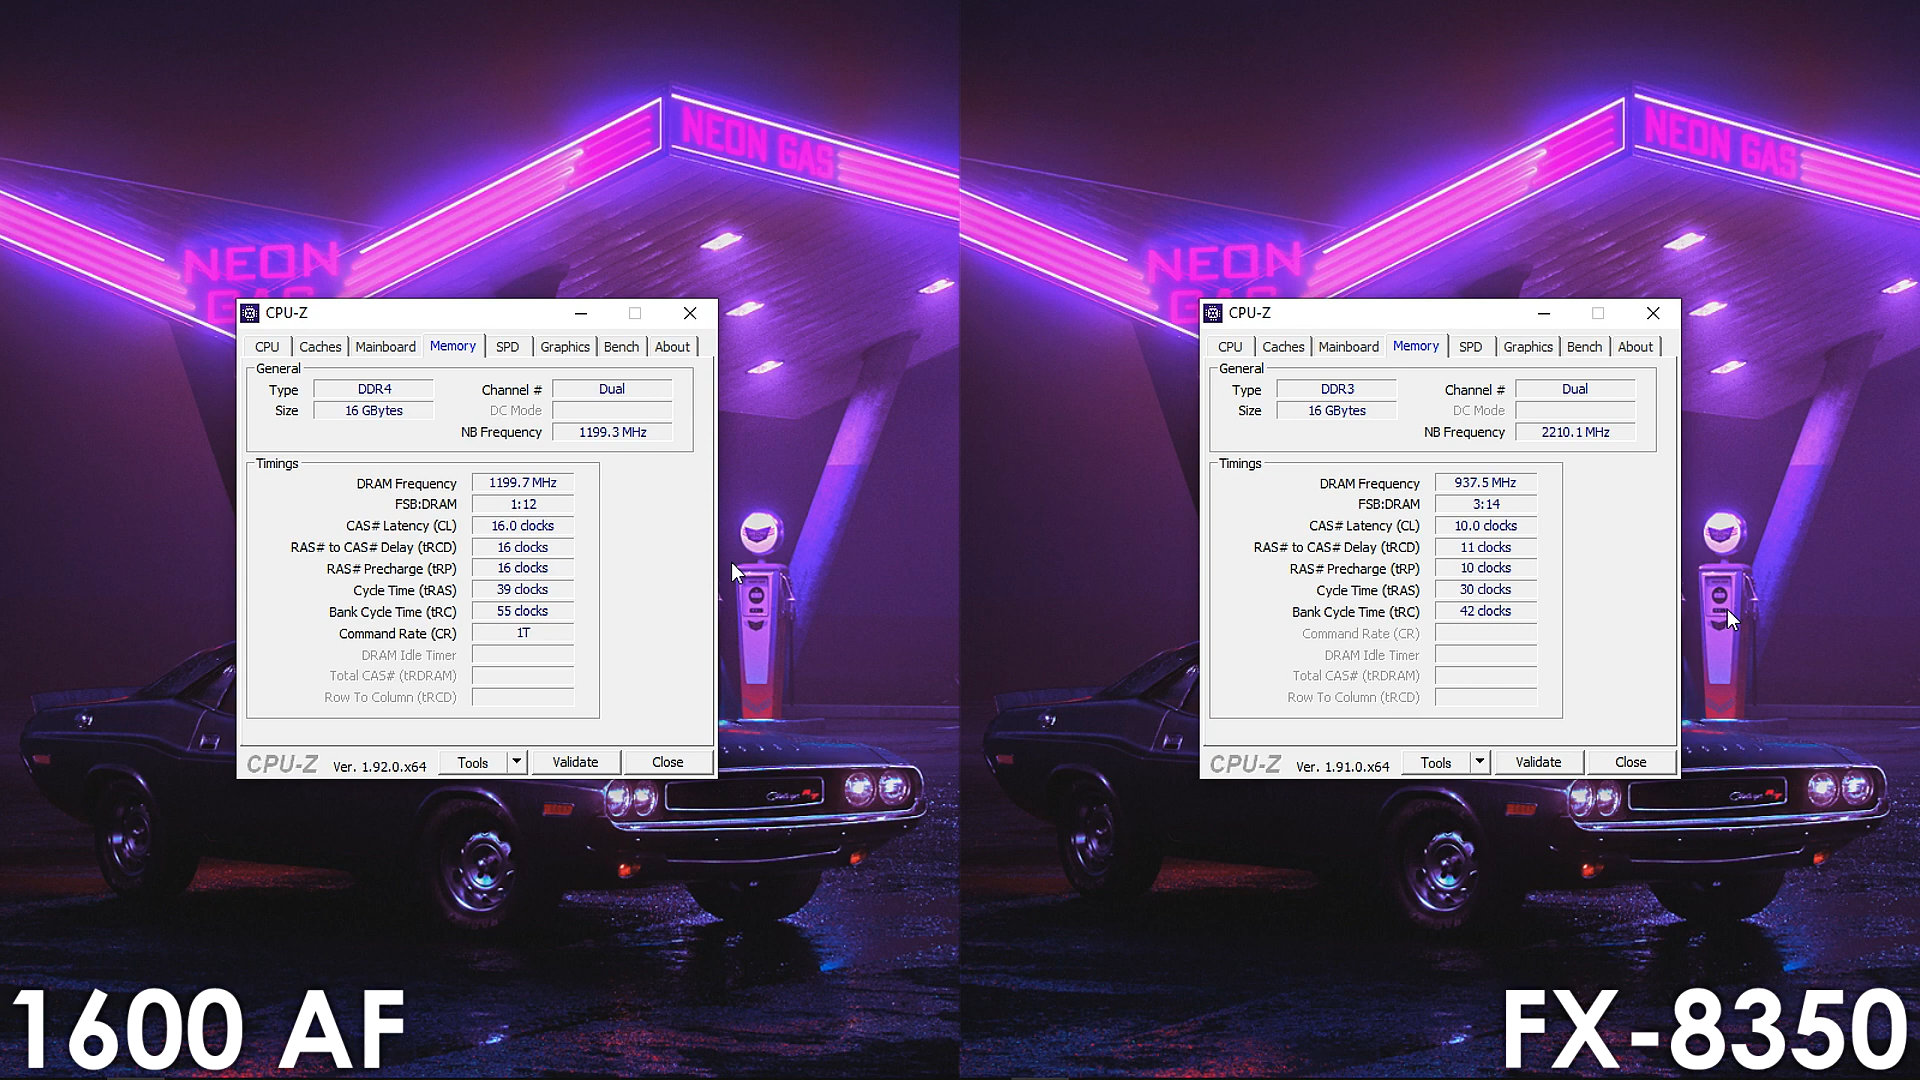 NEON GAS
NEON
GAS
CPU-Z
CPU Caches Mainboard Memory SPD Graphics Bench About
General
Type DDR4 Channel # Dual
Size 16 GBytes DC Mode
NB Frequency 1199.3 MHz
Timings
DRAM Frequency 1199.7 MHz
FSB:DRAM 1:12
CAS# Latency (CL) 16.0 clocks
RAS# to CAS# Delay (tRCD) 16 clocks
RAS# Precharge (tRP) 16 clocks
Cycle Time (tRAS) 39 clocks
Bank Cycle Time (tRC) 55 clocks
Command Rate (CR) 1T
DRAM Idle Timer
Total CAS# (tRDRAM)
Row To Column (tRCD)
CPU-Z Ver. 1.92.0.x64 Tools Validate Close
Challenger R/T
1600 AF
NEON GAS
NEON
GAS
CPU-Z
CPU Caches Mainboard Memory SPD Graphics Bench About
General
Type DDR3 Channel # Dual
Size 16 GBytes DC Mode
NB Frequency 2210.1 MHz
Timings
DRAM Frequency 937.5 MHz
FSB:DRAM 3:14
CAS# Latency (CL) 10.0 clocks
RAS# to CAS# Delay (tRCD) 11 clocks
RAS# Precharge (tRP) 10 clocks
Cycle Time (tRAS) 30 clocks
Bank Cycle Time (tRC) 42 clocks
Command Rate (CR)
DRAM Idle Timer
Total CAS# (tRDRAM)
Row To Column (tRCD)
CPU-Z Ver. 1.91.0.x64 Tools Validate Close
Challenger R/T
FX-8350